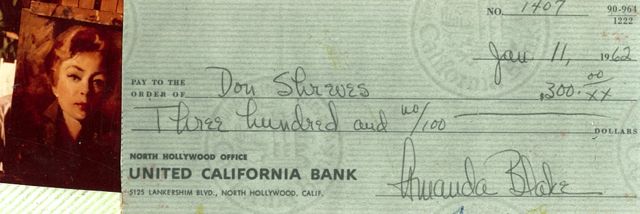 NO. 1407
90-964
1222
Jan 11, 1962
PAY TO THE
ORDER OF Don Shreves $300.00/xx
Three hundred and no/100 DOLLARS
NORTH HOLLYWOOD OFFICE
UNITED CALIFORNIA BANK
5125 LANKERSHIM BLVD., NORTH HOLLYWOOD, CALIF.
Amanda Blake